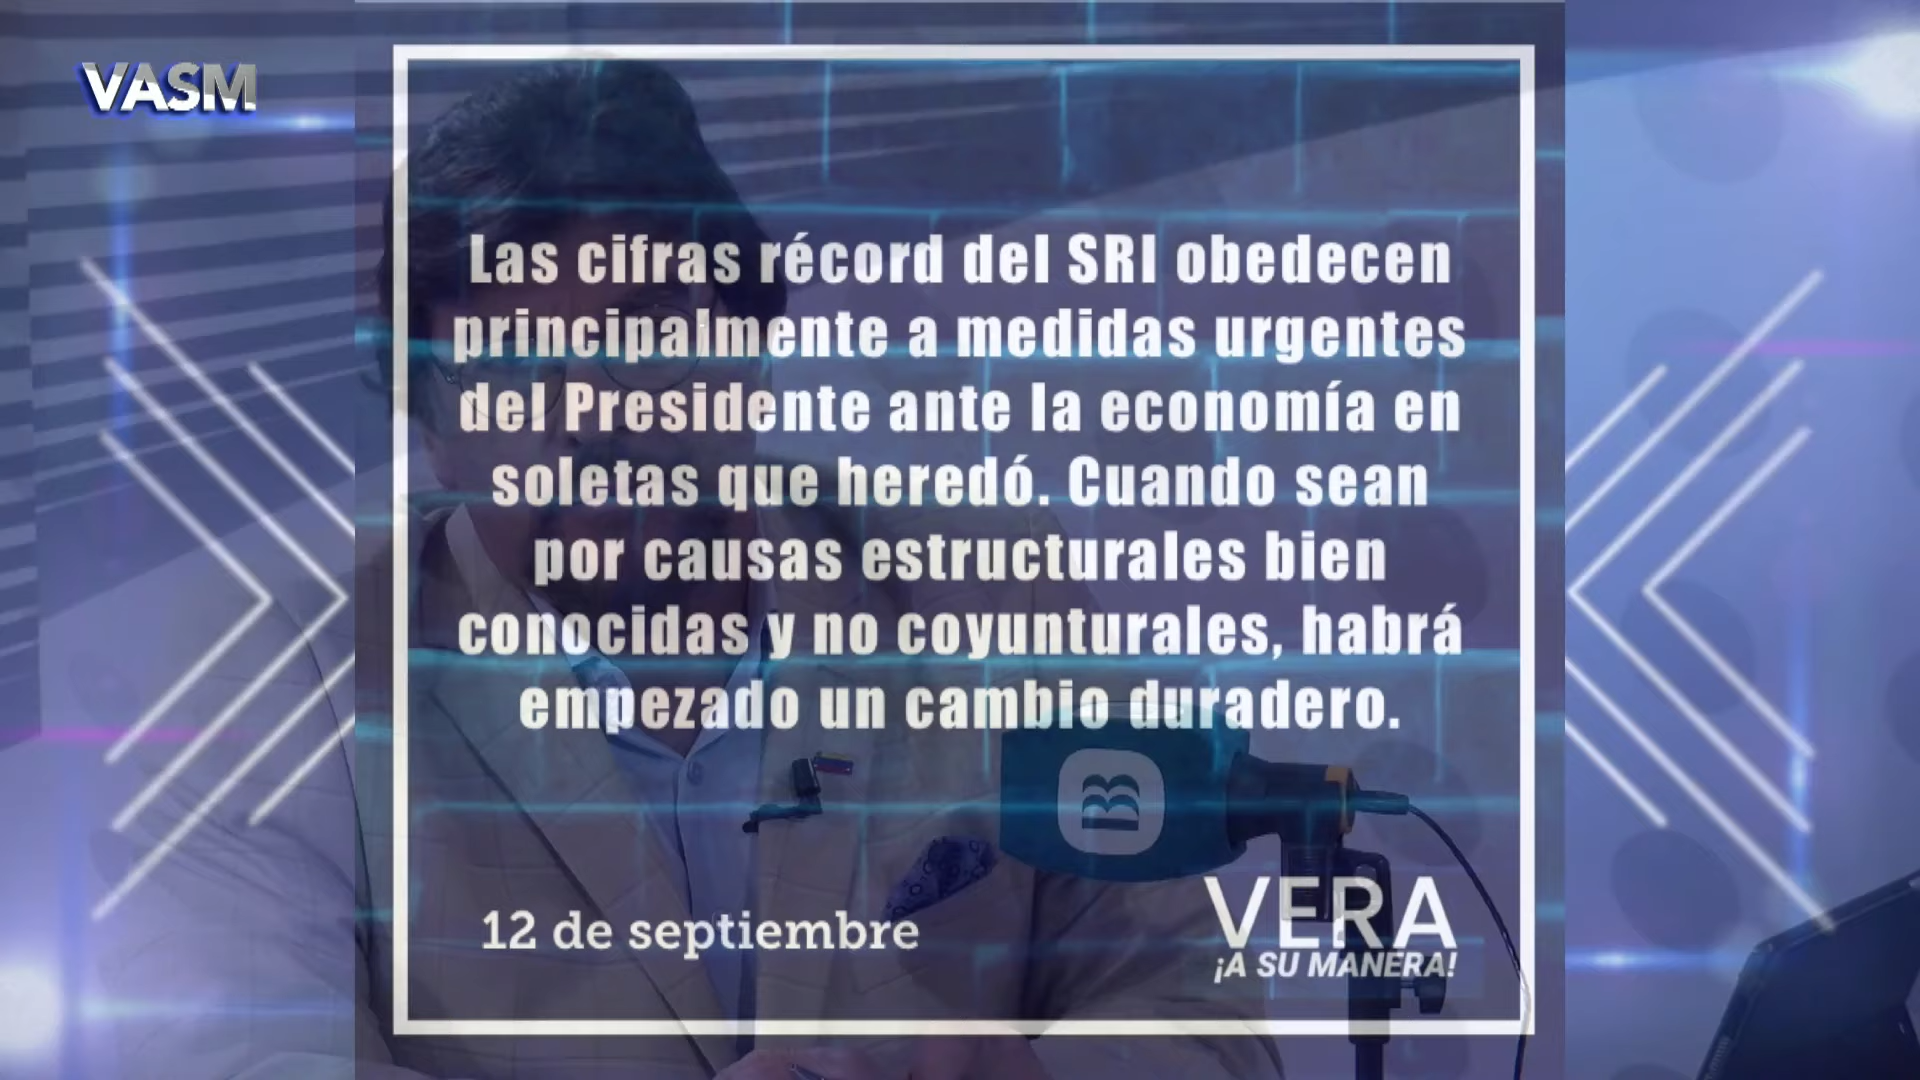 VASM
Las cifras récord del SRI obedecen
principalmente a medidas urgentes
del Presidente ante la economía en
soletas que heredó. Cuando sean
por causas estructurales bien
conocidas y no coyunturales, habrá
empezado un cambio duradero.
12 de septiembre
VERA
¡A SU MANERA!